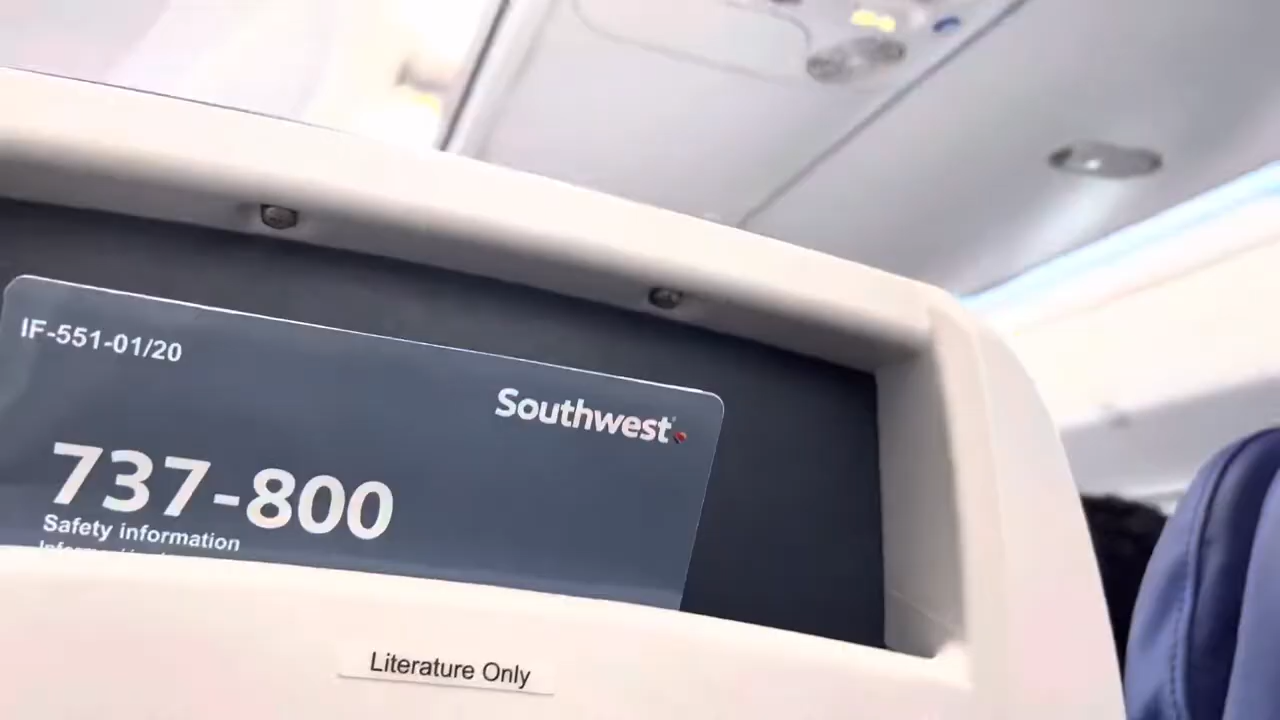 IF-551-01/20
Southwest
737-800
Safety information
Literature Only